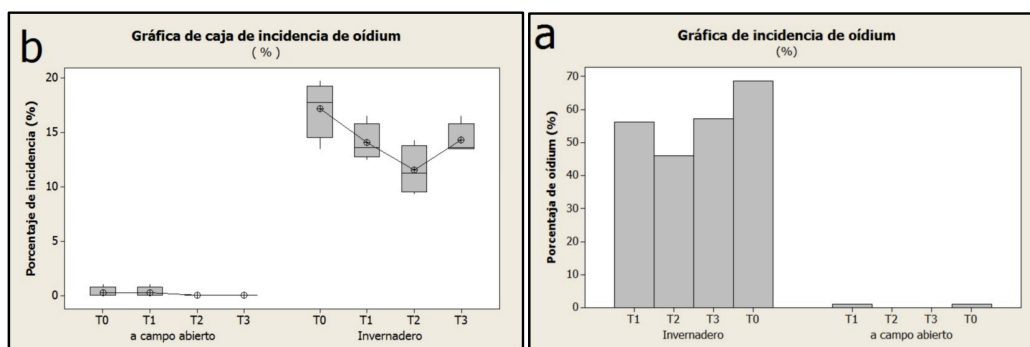 b
Gráfica de caja de incidencia de oídium
( % )
Porcentaje de incidencia (%)
20
15
10
5
0
T0 T1 T2 T3 T0 T1 T2 T3
a campo abierto Invernadero
a
Gráfica de incidencia de oídium
(%)
Porcentaja de oídium (%)
70
60
50
40
30
20
10
0
T1 T2 T3 T0 T1 T2 T3 T0
Invernadero a campo abierto